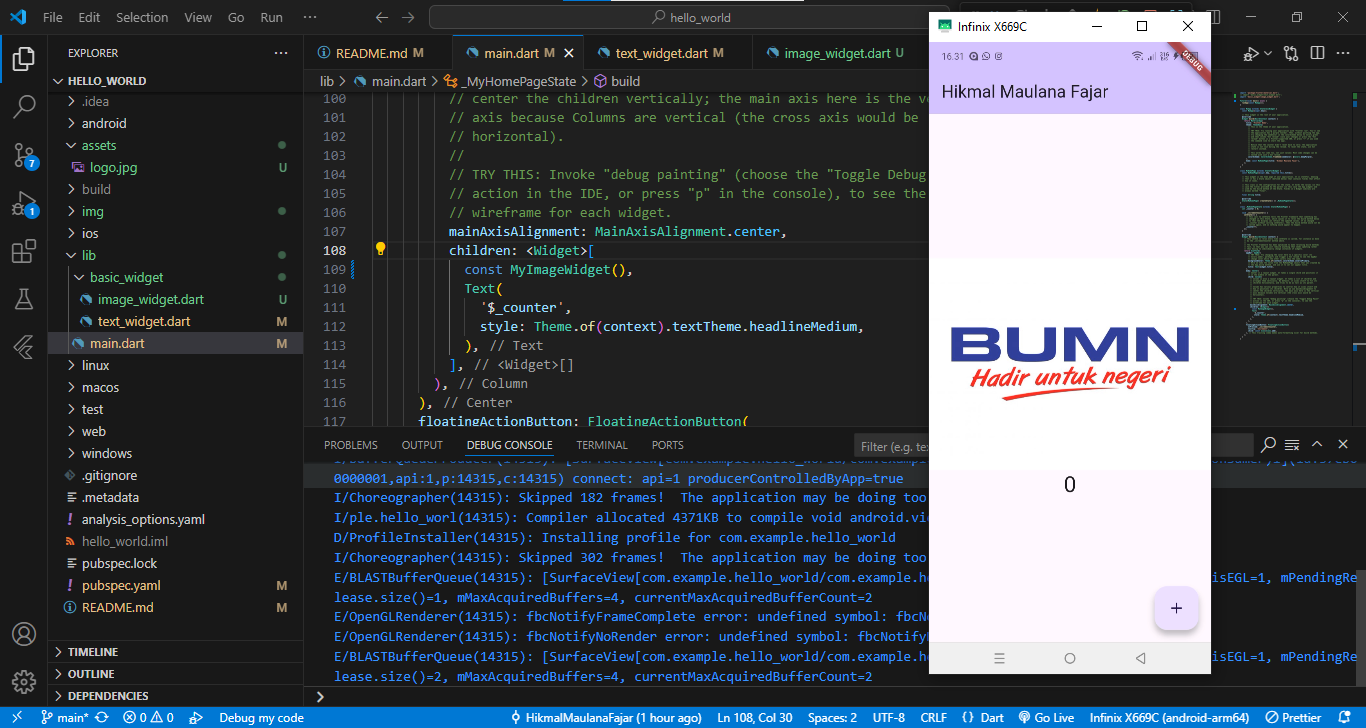 File Edit Selection View Go Run ···
hello_world
EXPLORER
HELLO_WORLD
.idea
android
assets
logo.jpg U
build
img
ios
lib
basic_widget
image_widget.dart U
text_widget.dart M
main.dart M
linux
macos
test
web
windows
.gitignore
.metadata
analysis_options.yaml
hello_world.iml
pubspec.lock
pubspec.yaml M
README.md M
TIMELINE
OUTLINE
DEPENDENCIES
README.md M main.dart M text_widget.dart M image_widget.dart U
lib > main.dart > _MyHomePageState > build
100 // center the children vertically; the main axis here is the
101 // axis because Columns are vertical (the cross axis would be
102 // horizontal).
103 //
104 // TRY THIS: Invoke "debug painting" (choose the "Toggle Debug
105 // action in the IDE, or press "p" in the console), to see the
106 // wireframe for each widget.
107 mainAxisAlignment: MainAxisAlignment.center,
108 children: <Widget>[
109 const MyImageWidget(),
110 Text(
111 '$_counter',
112 style: Theme.of(context).textTheme.headlineMedium,
113 ), // Text
114 ], // <Widget>[]
115 ), // Column
116 ), // Center
117 floatingActionButton: FloatingActionButton(
PROBLEMS OUTPUT DEBUG CONSOLE TERMINAL PORTS
Filter (e.g.
I/BufferQueueProducer(14315): [SurfaceView[com.example.hello_world/com.example
0000001,api:1,p:14315,c:14315) connect: api=1 producerControlledByApp=true
I/Choreographer(14315): Skipped 182 frames! The application may be doing too
I/ple.hello_worl(14315): Compiler allocated 4371KB to compile void
D/ProfileInstaller(14315): Installing profile for com.example.hello_world
I/Choreographer(14315): Skipped 302 frames! The application may be doing too
E/BLASTBufferQueue(14315): [SurfaceView[com.example.hello_world/com.example.he isEGL=1, mPendingRe
lease.size()=1, mMaxAcquiredBuffers=4, currentMaxAcquiredBufferCount=2
E/OpenGLRenderer(14315): fbcNotifyFrameComplete error: undefined symbol:
E/OpenGLRenderer(14315): fbcNotifyNoRender error: undefined symbol:
E/BLASTBufferQueue(14315): [SurfaceView[com.example.hello_world/com.example.he isEGL=1, mPendingRe
lease.size()=2, mMaxAcquiredBuffers=4, currentMaxAcquiredBufferCount=2
Infinix X669C
16.31
DEBUG
Hikmal Maulana Fajar
BUMN
Hadir untuk negeri
0
+
7
1
main* 0 0 Debug my code HikmalMaulanaFajar (1 hour ago) Ln 108, Col 30 Spaces: 2 UTF-8 CRLF {} Dart Go Live Infinix X669C (android-arm64) Prettier